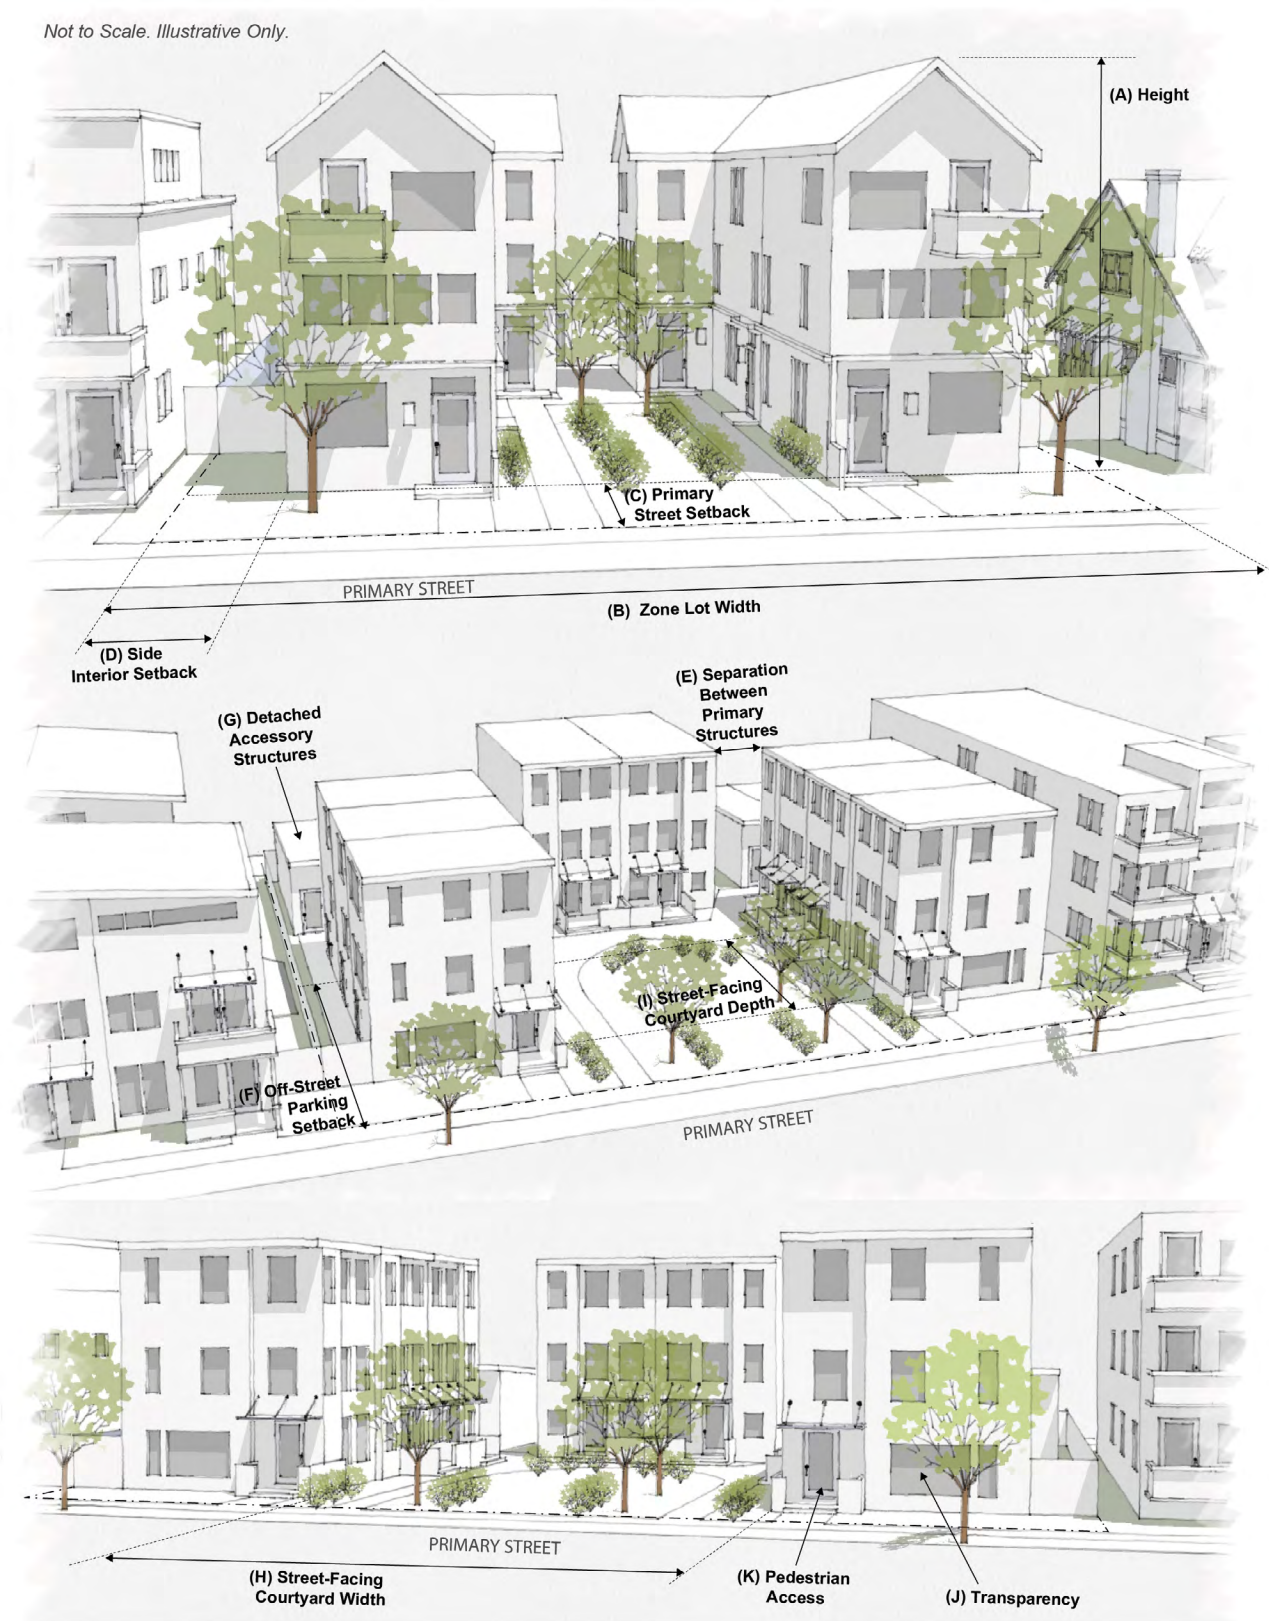 Not to Scale. Illustrative Only.
(A) Height
(C) Primary
Street Setback
PRIMARY STREET
(B) Zone Lot Width
(D) Side
Interior Setback
(E) Separation
Between
Primary
Structures
(G) Detached
Accessory
Structures
(I) Street-Facing
Courtyard Depth
(F) Off-Street
Parking
Setback
PRIMARY STREET
PRIMARY STREET
(H) Street-Facing
Courtyard Width
(K) Pedestrian
Access
(J) Transparency